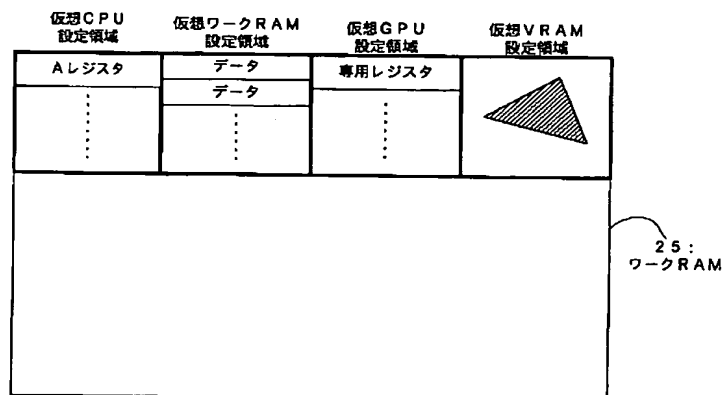 仮想CPU
設定領域
仮想ワークRAM
設定領域
仮想GPU
設定領域
仮想VRAM
設定領域
Aレジスタ
データ
データ
専用レジスタ
25:
ワークRAM